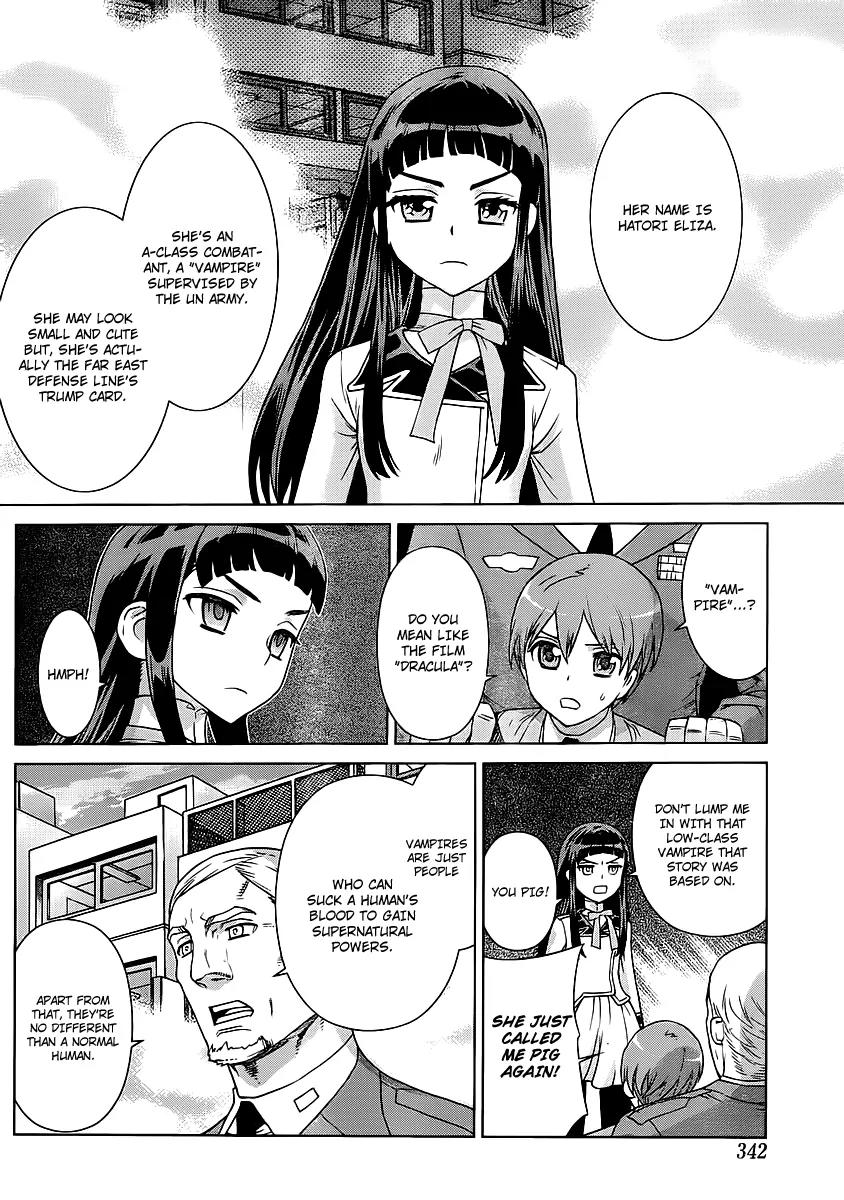 HER NAME IS
HATORI ELIZA.
SHE'S AN
A-CLASS COMBAT-
ANT, A "VAMPIRE"
SUPERVISED BY
THE UN ARMY.
SHE MAY LOOK
SMALL AND CUTE
BUT, SHE'S ACTU-
ALLY THE FAR EAST
DEFENSE LINE'S
TRUMP CARD.
"VAM-
PIRE"...?
DO YOU
MEAN LIKE
THE FILM
"DRACULA"?
HMPH!
DON'T LUMP ME
IN WITH THAT
LOW-CLASS
VAMPIRE THAT
STORY WAS
BASED ON.
YOU PIG!
SHE JUST
CALLED
ME PIG
AGAIN!
VAMPIRES
ARE JUST
PEOPLE
WHO CAN
SUCK A HUMAN'S
BLOOD TO GAIN
SUPERNATURAL
POWERS.
APART FROM
THAT, THEY'RE
NO DIFFERENT
THAN A NORMAL
HUMAN.
342